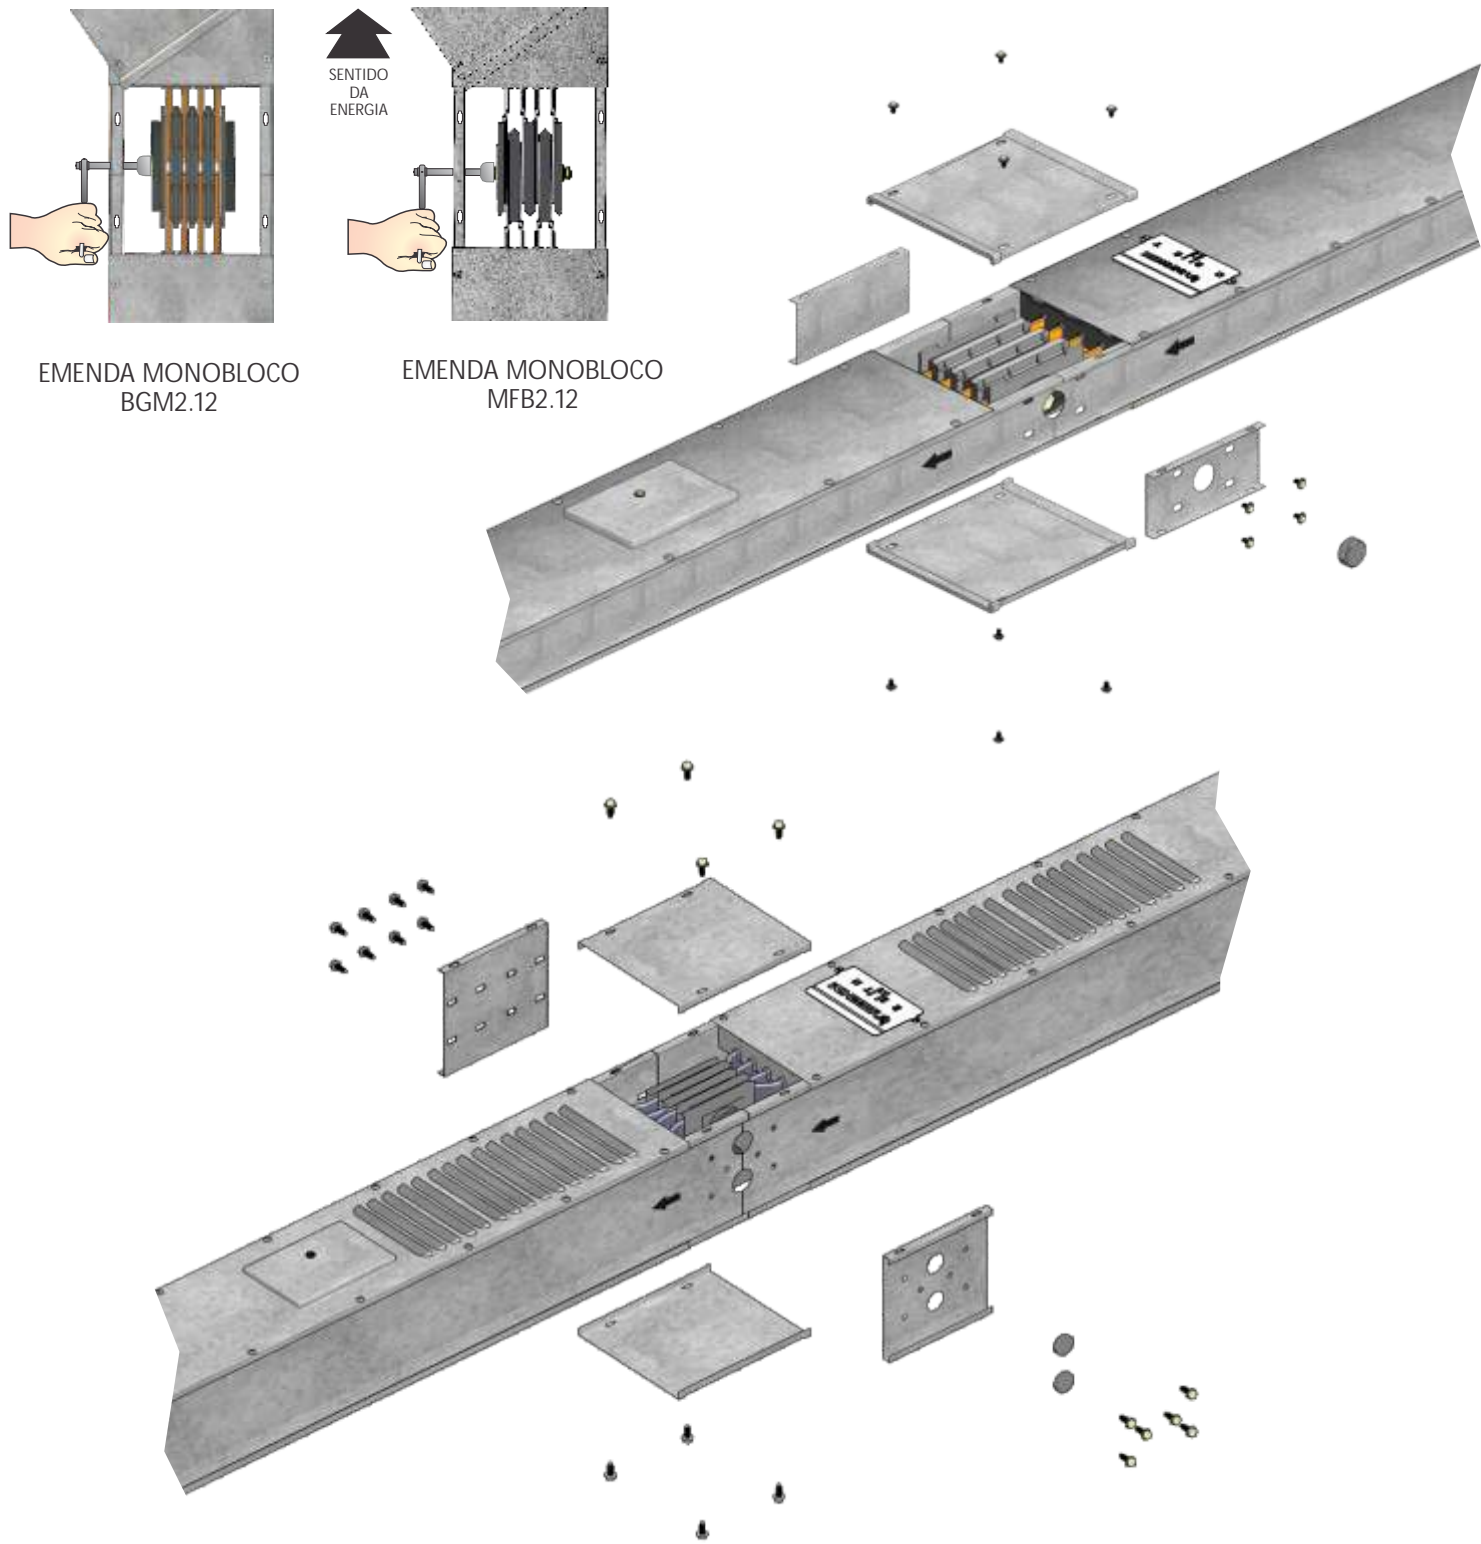 SENTIDO
DA
ENERGIA
EMENDA MONOBLOCO
BGM2.12
EMENDA MONOBLOCO
MFB2.12